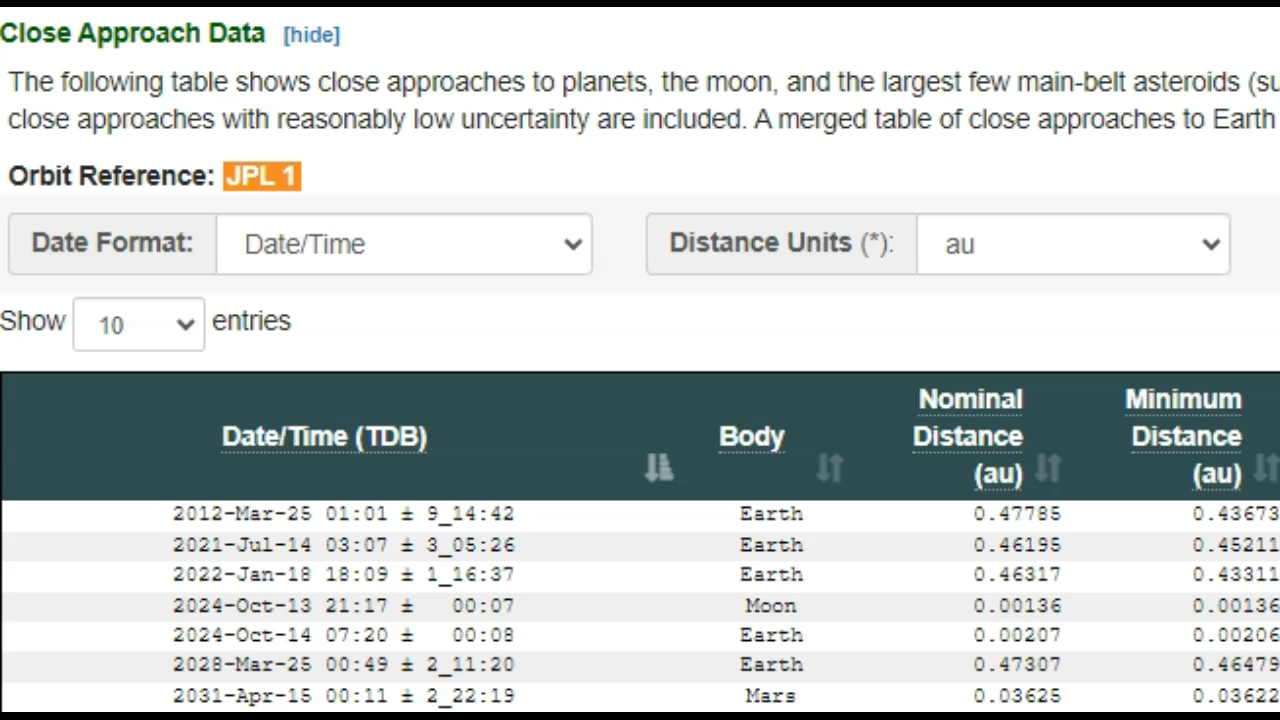 Close Approach Data [hide]
The following table shows close approaches to planets, the moon, and the largest few main-belt asteroids (su
close approaches with reasonably low uncertainty are included. A merged table of close approaches to Earth
Orbit Reference: JPL 1
Date Format: Date/Time Distance Units (*): au
Show 10 entries
Date/Time (TDB) Body Nominal Distance (au) Minimum Distance (au)
2012-Mar-25 01:01 ± 9_14:42 Earth 0.47785 0.43673
2021-Jul-14 03:07 ± 3_05:26 Earth 0.46195 0.45211
2022-Jan-18 18:09 ± 1_16:37 Earth 0.46317 0.43311
2024-Oct-13 21:17 ± 00:07 Moon 0.00136 0.00136
2024-Oct-14 07:20 ± 00:08 Earth 0.00207 0.00206
2028-Mar-25 00:49 ± 2_11:20 Earth 0.47307 0.46479
2031-Apr-15 00:11 ± 2_22:19 Mars 0.03625 0.03622